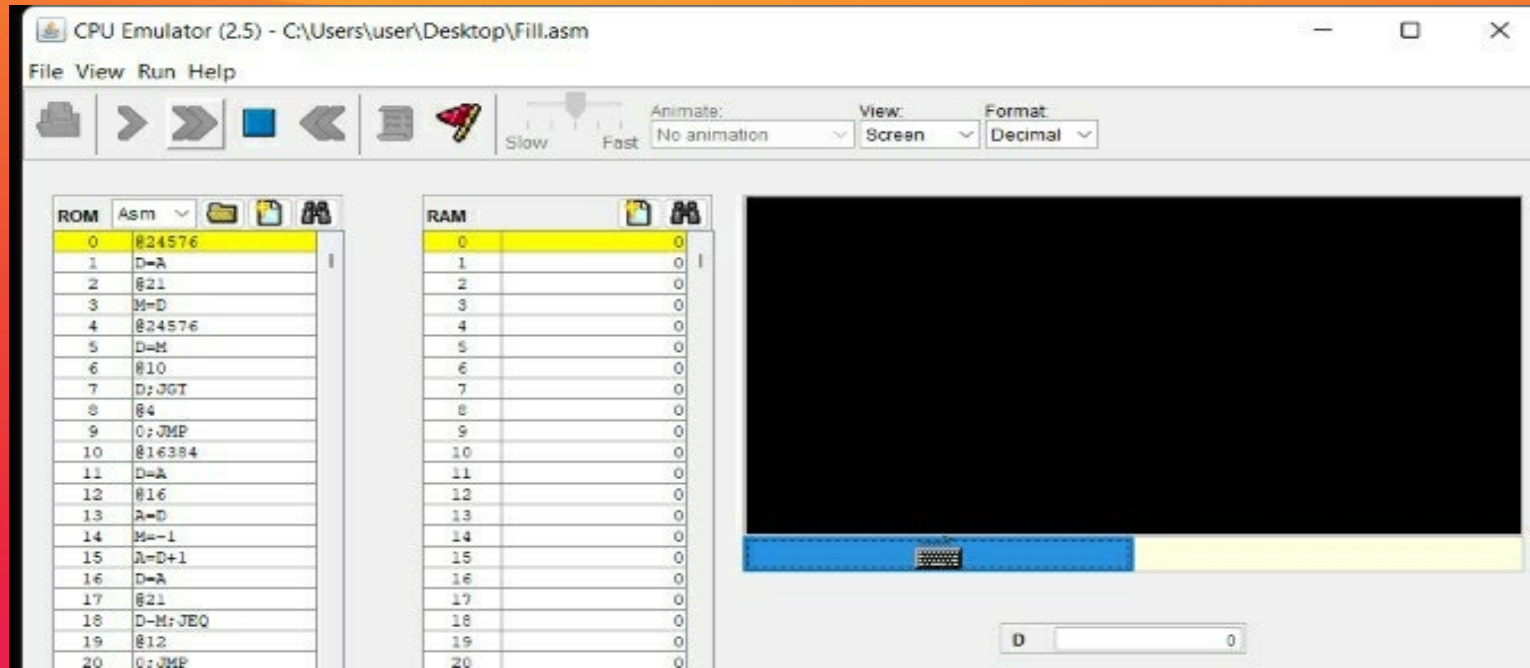 CPU Emulator (2.5) - C:\Users\user\Desktop\Fill.asm
File View Run Help
Animate: View: Format:
Slow Fast No animation Screen Decimal
ROM Asm RAM
0 @24576 0 0
1 D=A 1 0
2 @21 2 0
3 M=D 3 0
4 @24576 4 0
5 D=M 5 0
6 @10 6 0
7 D;JGT 7 0
8 @4 8 0
9 0;JMP 9 0
10 @16384 10 0
11 D=A 11 0
12 @16 12 0
13 A=D 13 0
14 M=-1 14 0
15 A=D+1 15 0
16 D=A 16 0
17 @21 17 0
18 D-M;JEQ 18 0
19 @12 19 0
20 0;JMP 20 0
D 0